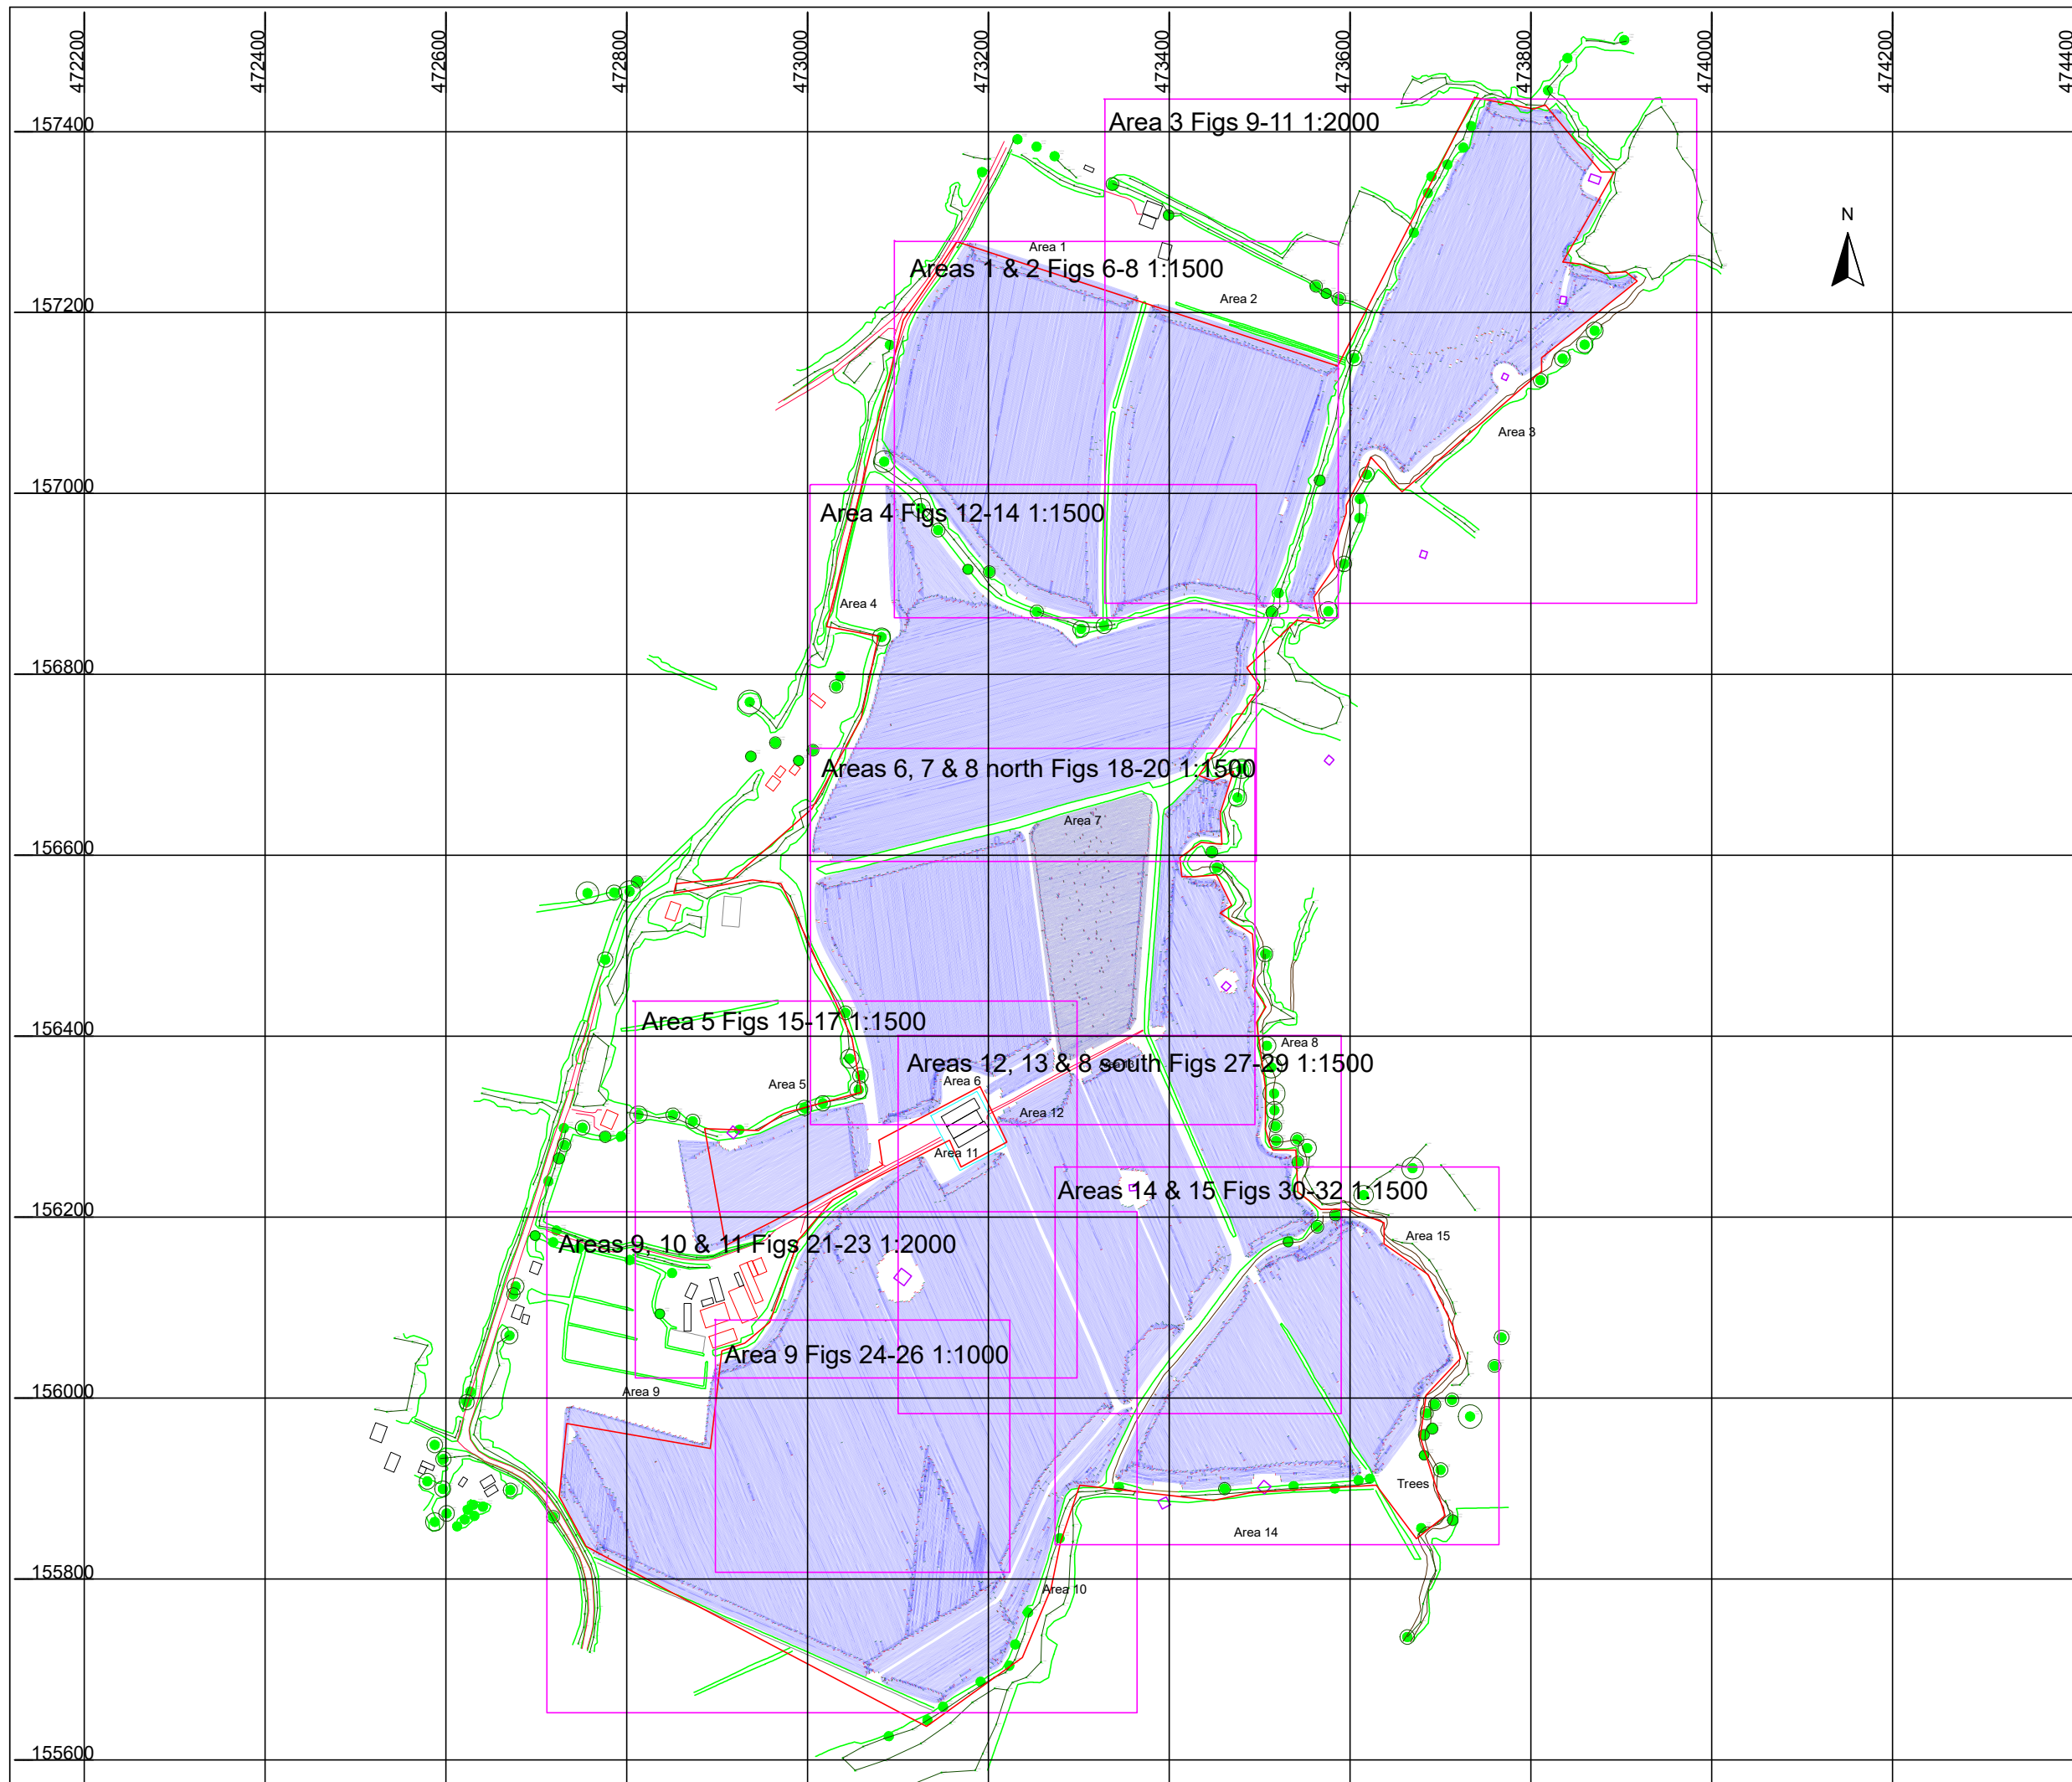 472200
472400
472600
472800
473000
473200
473400
473600
473800
474000
474200
474400
157400
157200
157000
156800
156600
156400
156200
156000
155800
155600
N
Area 3 Figs 9-11 1:2000
Area 1
Areas 1 & 2 Figs 6-8 1:1500
Area 2
Area 3
Area 4 Figs 12-14 1:1500
Area 4
Areas 6, 7 & 8 north Figs 18-20 1:1500
Area 7
Area 5 Figs 15-17 1:1500
Area 8
Areas 12, 13 & 8 south Figs 27-29 1:1500
Area 5
Area 6
Area 12
Area 11
Areas 14 & 15 Figs 30-32 1:1500
Area 15
Areas 9, 10 & 11 Figs 21-23 1:2000
Area 9 Figs 24-26 1:1000
Area 9
Trees
Area 14
Area 10